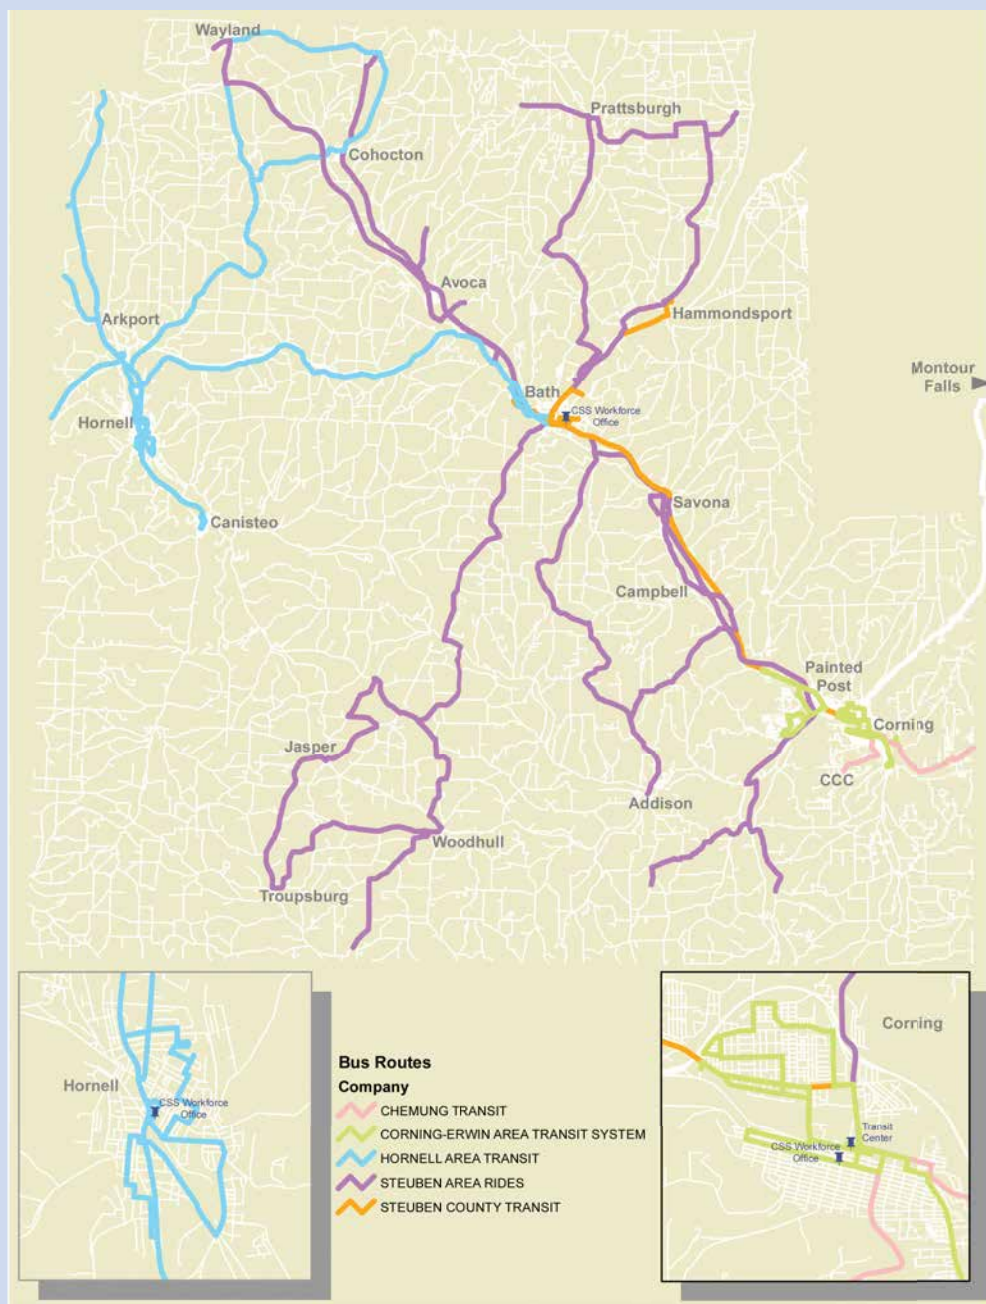 Wayland
Prattsburgh
Cohocton
Avoca
Arkport
Hammondsport
Montour
Falls
Bath
CSS Workforce
Office
Hornell
Savona
Canisteo
Campbell
Painted
Post
Corning
Jasper
CCC
Addison
Woodhull
Troupsburg
Hornell
CSS Workforce
Office
Bus Routes
Company
CHEMUNG TRANSIT
CORNING-ERWIN AREA TRANSIT SYSTEM
HORNELL AREA TRANSIT
STEUBEN AREA RIDES
STEUBEN COUNTY TRANSIT
Corning
Transit
Center
CSS Workforce
Office